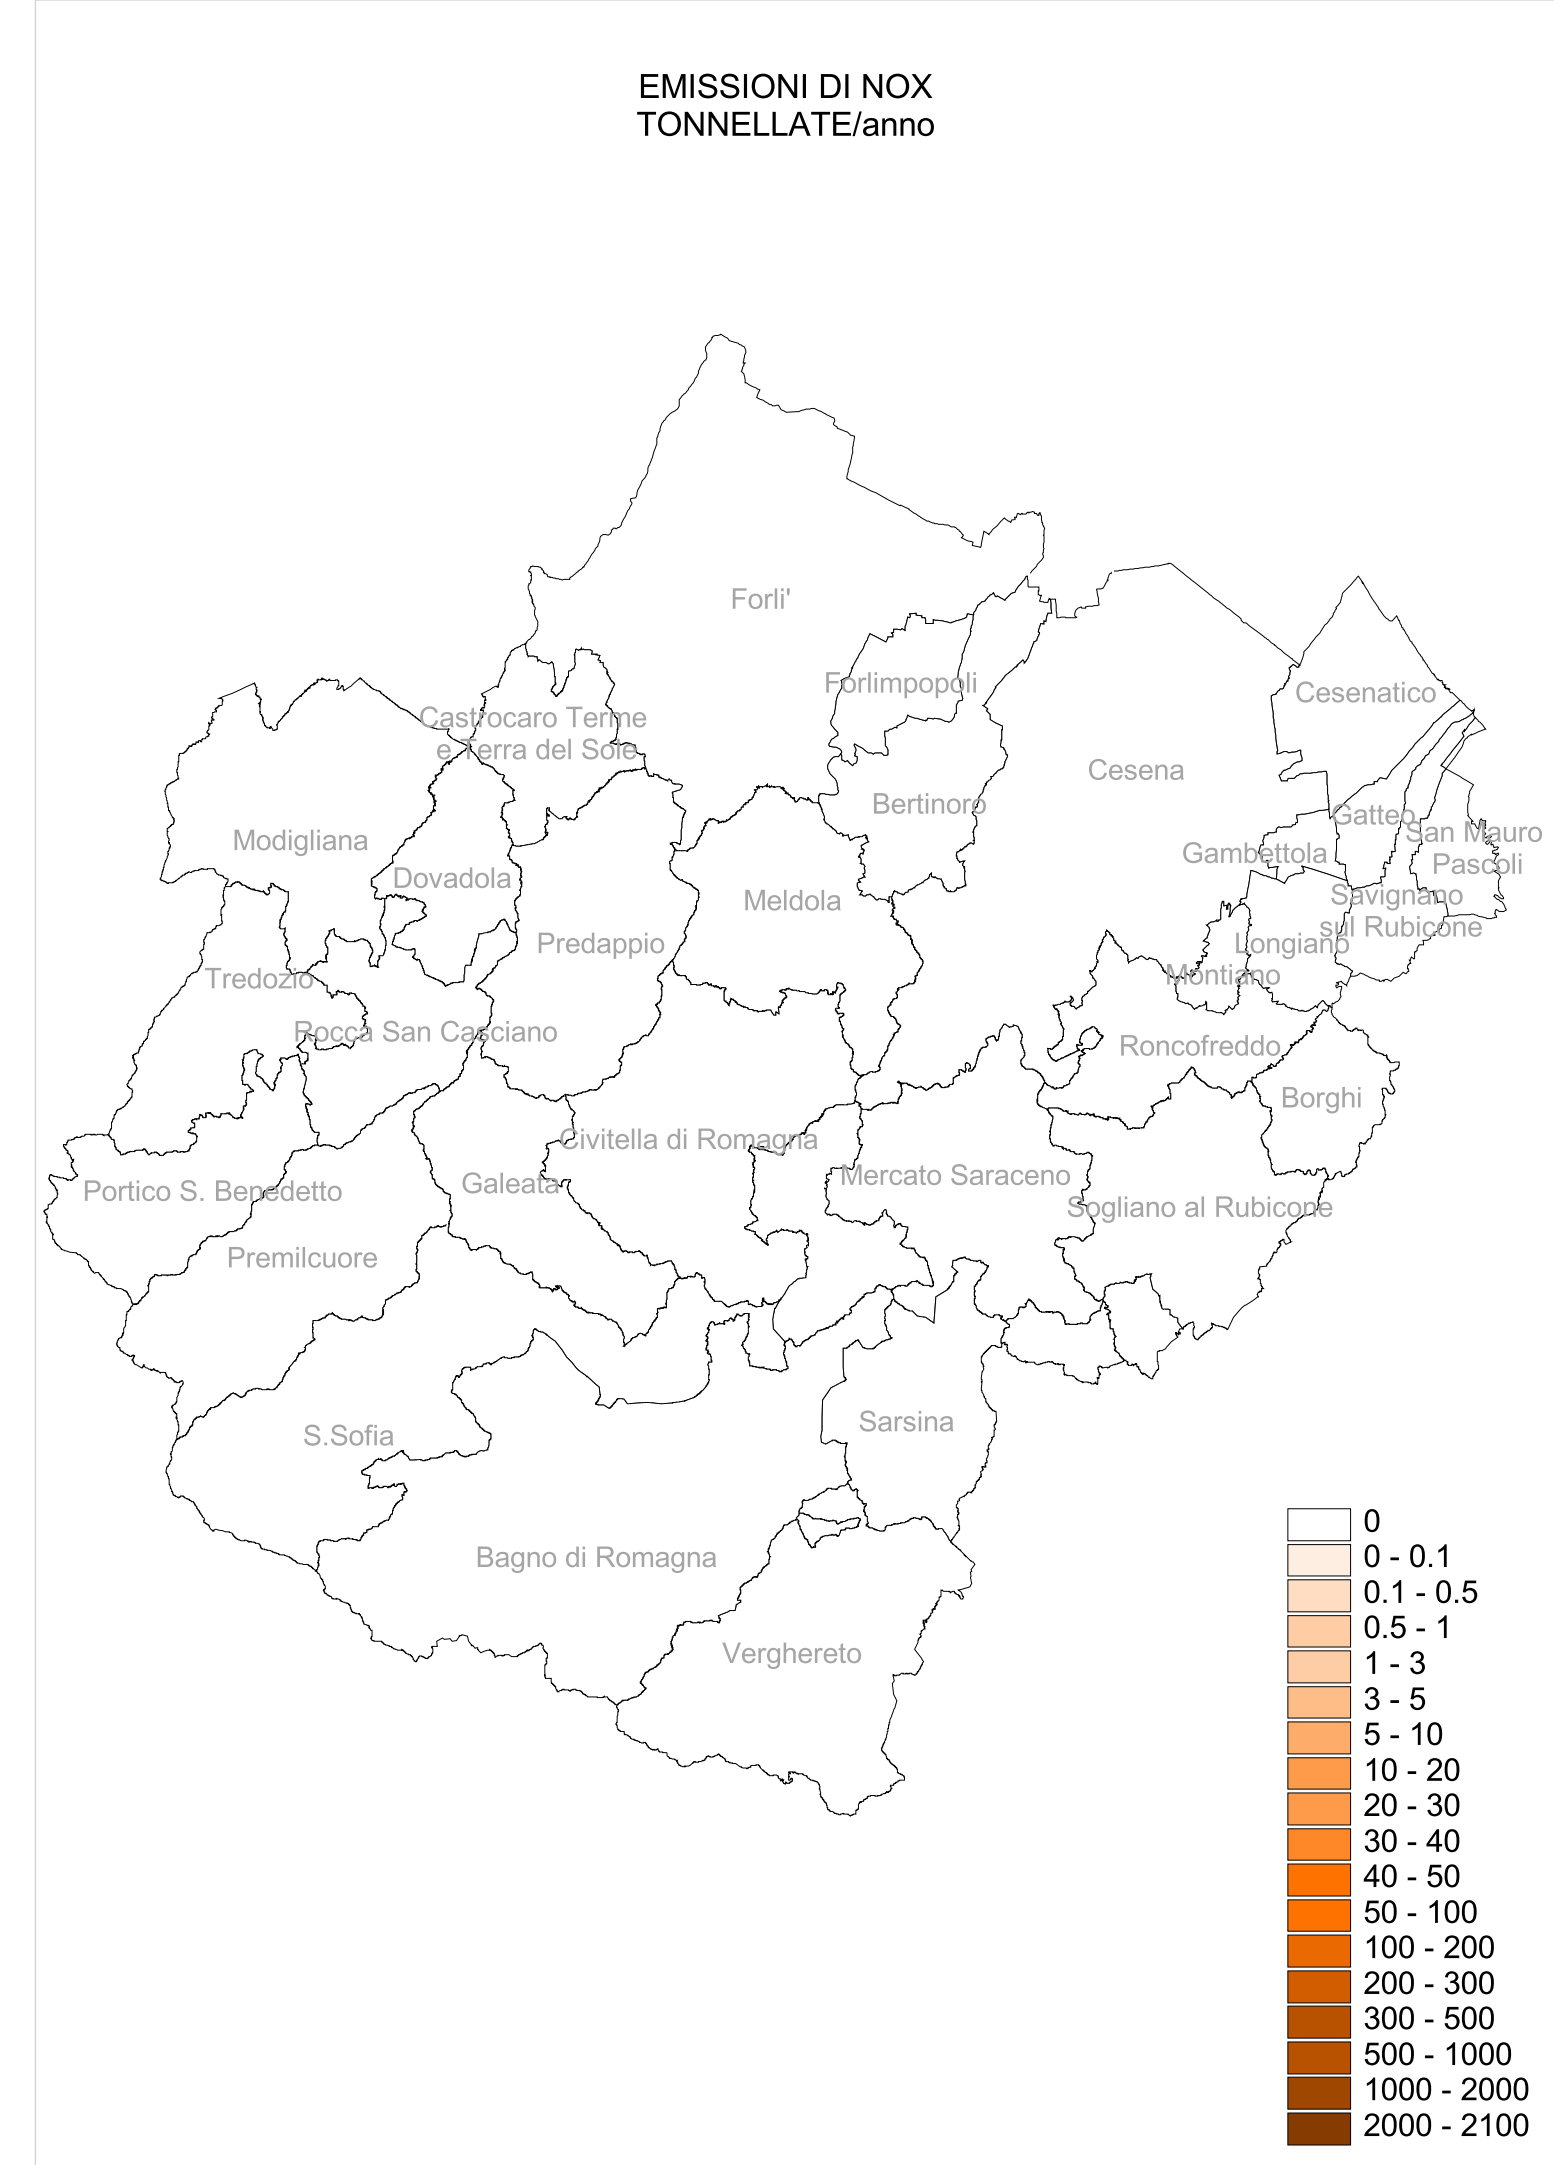 EMISSIONI DI NOX
TONNELLATE/anno
Forli'
Forlimpopoli
Cesenatico
Castrocaro Terme
e Terra del Sole
Cesena
Bertinoro
Gatteo
San Mauro
Pascoli
Modigliana
Gambettola
Dovadola
Meldola
Savignano
sul Rubicone
Predappio
Longiano
Tredozio
Montiano
Rocca San Casciano
Roncofreddo
Borghi
Civitella di Romagna
Mercato Saraceno
Galeata
Portico S. Benedetto
Sogliano al Rubicone
Premilcuore
Sarsina
S.Sofia
Bagno di Romagna
Verghereto
0
0 - 0.1
0.1 - 0.5
0.5 - 1
1 - 3
3 - 5
5 - 10
10 - 20
20 - 30
30 - 40
40 - 50
50 - 100
100 - 200
200 - 300
300 - 500
500 - 1000
1000 - 2000
2000 - 2100